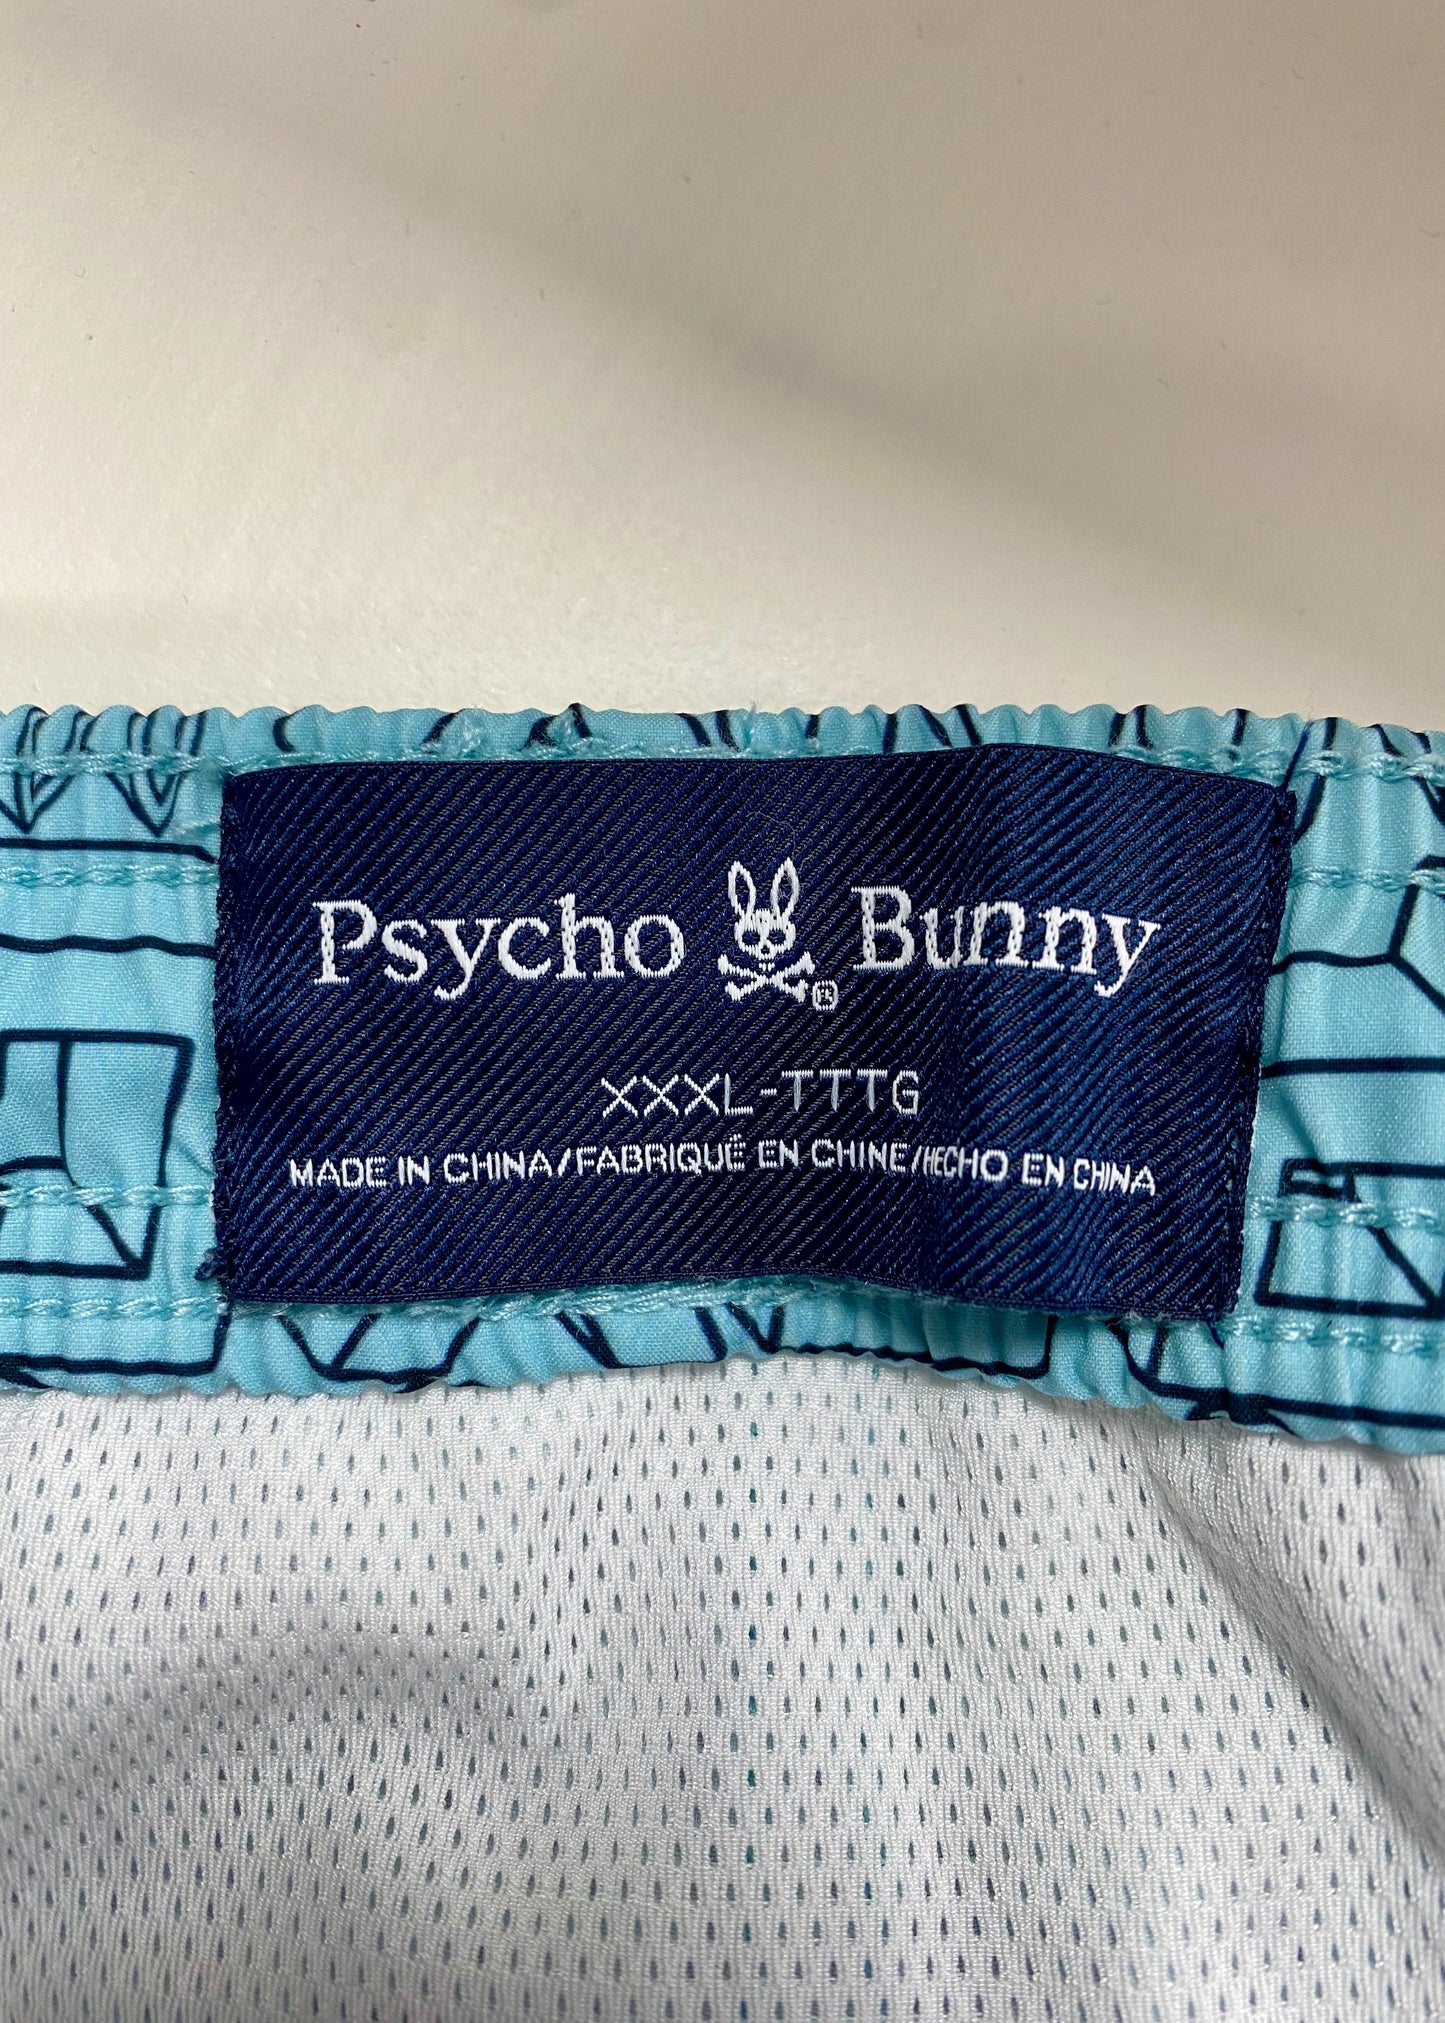 Psycho Bunny®
XXXL-TTTG
MADE IN CHINA/FABRIQUÉ EN CHINE/HECHO EN CHINA